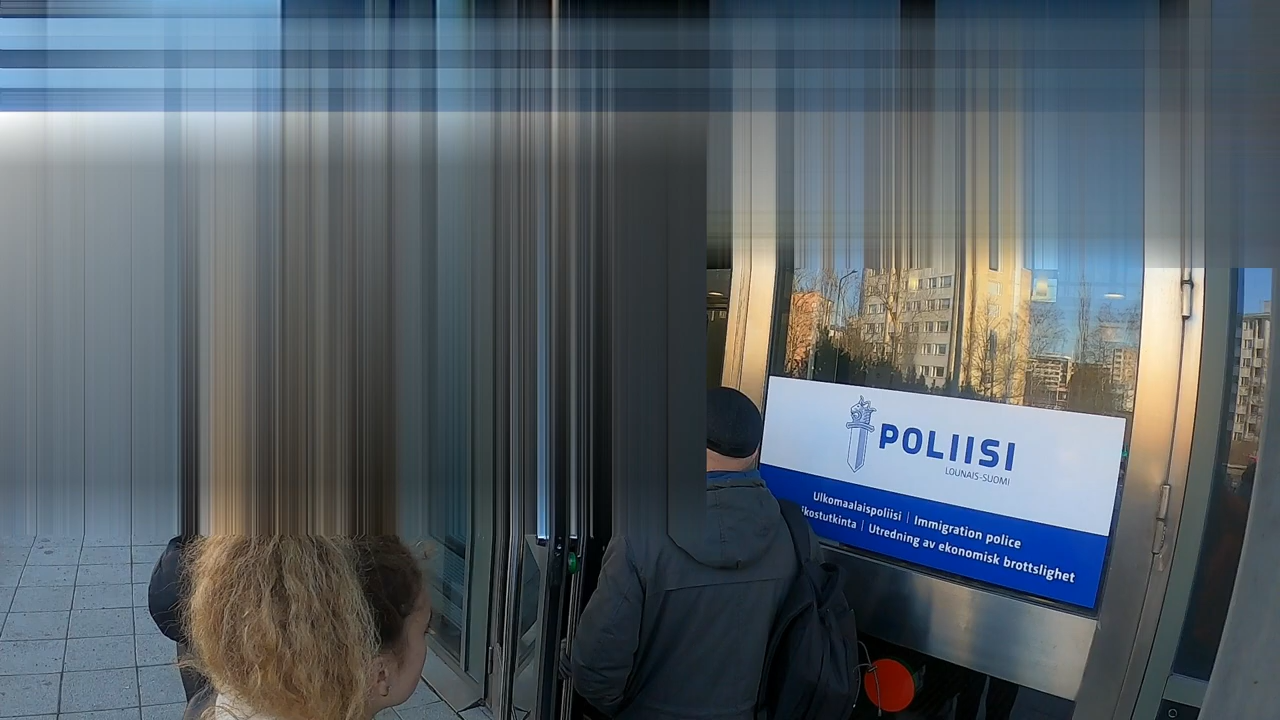 POLIISI
LOUNAIS-SUOMI
Ulkomaalaispoliisi | Immigration police
| Utredning av ekonomisk brottslighet